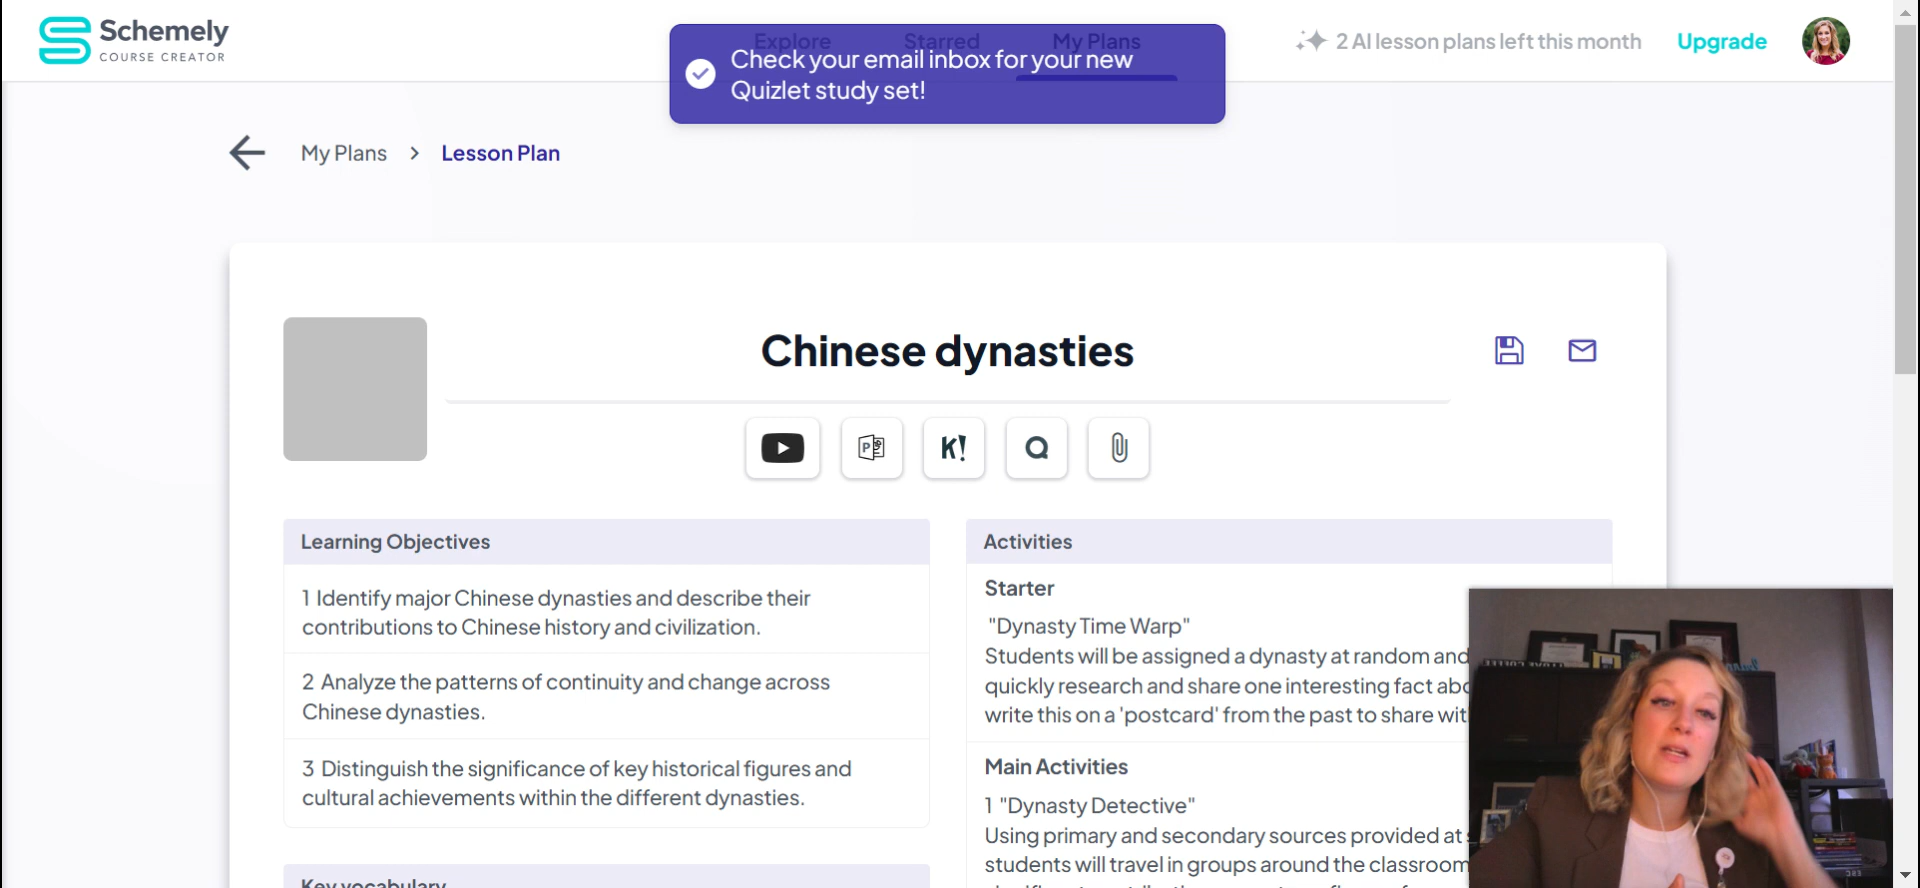 Schemely
COURSE CREATOR
Explore
Starred
My Plans
Check your email inbox for your new
Quizlet study set!
2 AI lesson plans left this month
Upgrade
My Plans > Lesson Plan
Chinese dynasties
P
K!
Q
Learning Objectives
1 Identify major Chinese dynasties and describe their
contributions to Chinese history and civilization.
2 Analyze the patterns of continuity and change across
Chinese dynasties.
3 Distinguish the significance of key historical figures and
cultural achievements within the different dynasties.
Key vocabulary
Activities
Starter
"Dynasty Time Warp"
Students will be assigned a dynasty at random and
quickly research and share one interesting fact
write this on a 'postcard' from the past to share
Main Activities
1 "Dynasty Detective"
Using primary and secondary sources provided at
students will travel in groups around the classroom